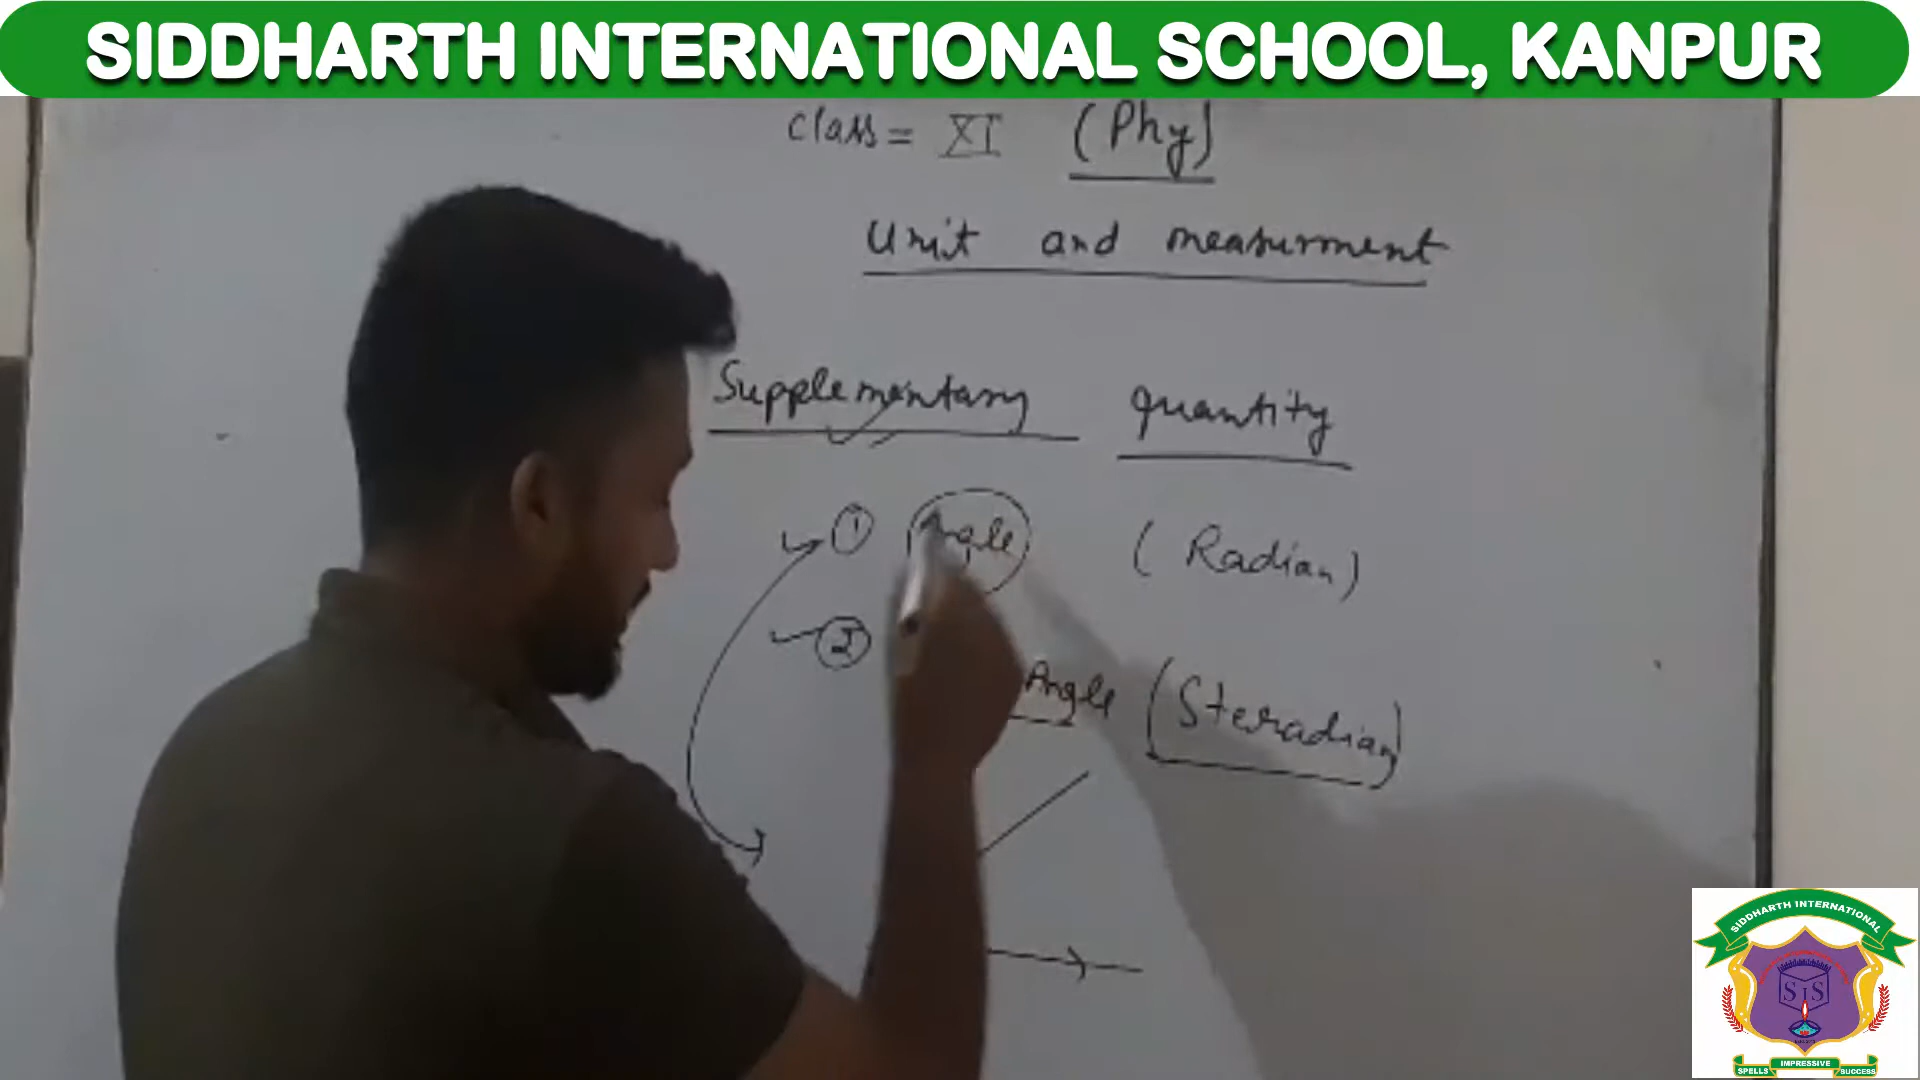 SIDDHARTH INTERNATIONAL SCHOOL, KANPUR
class = XI (Phy)
Unit and measurment
Supplementary quantity
① Angle (Radian)
② Angle (Steradian)
SIDDHARTH INTERNATIONAL
SIS
SPELLS IMPRESSIVE SUCCESS